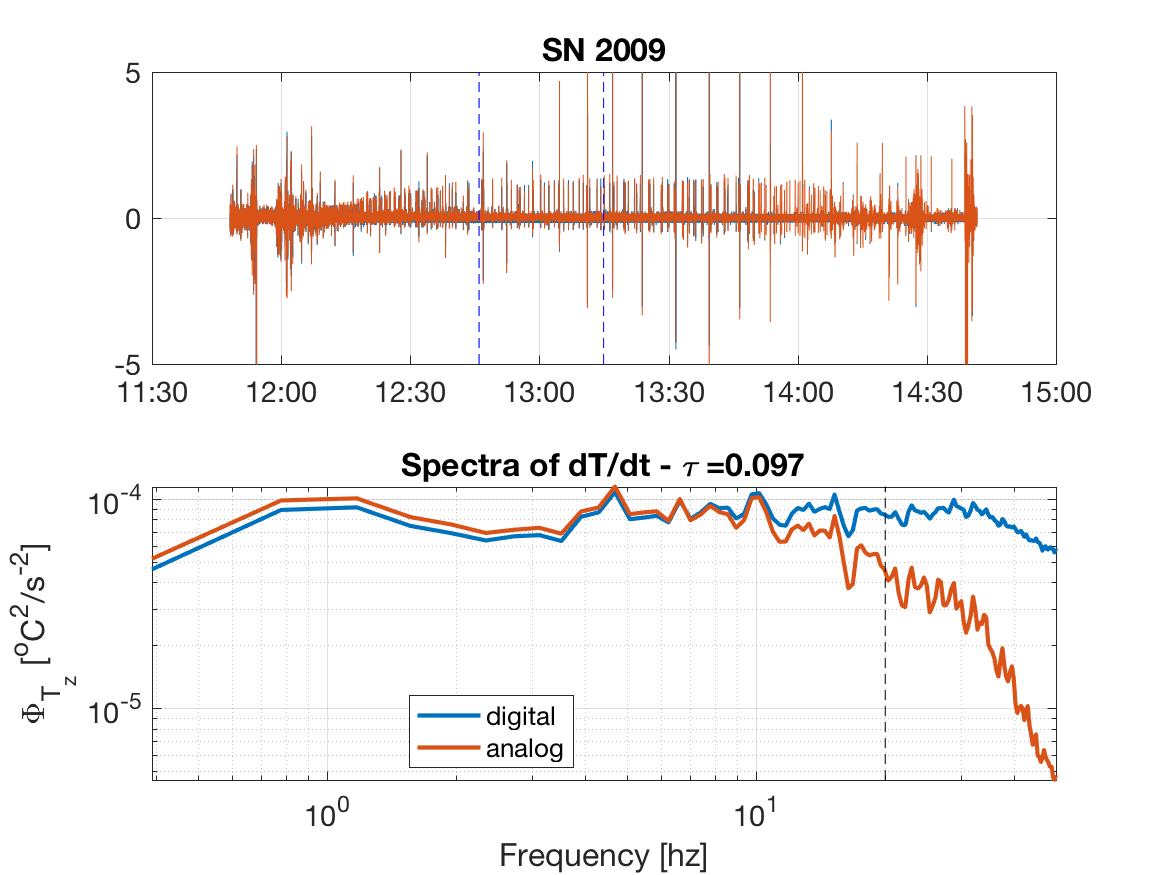 SN 2009
5
0
-5
11:30 12:00 12:30 13:00 13:30 14:00 14:30 15:00
Spectra of dT/dt - τ =0.097
10^-4
10^-5
Φ_T_z [°C²/s^-2]
digital
analog
10^0 10^1
Frequency [hz]